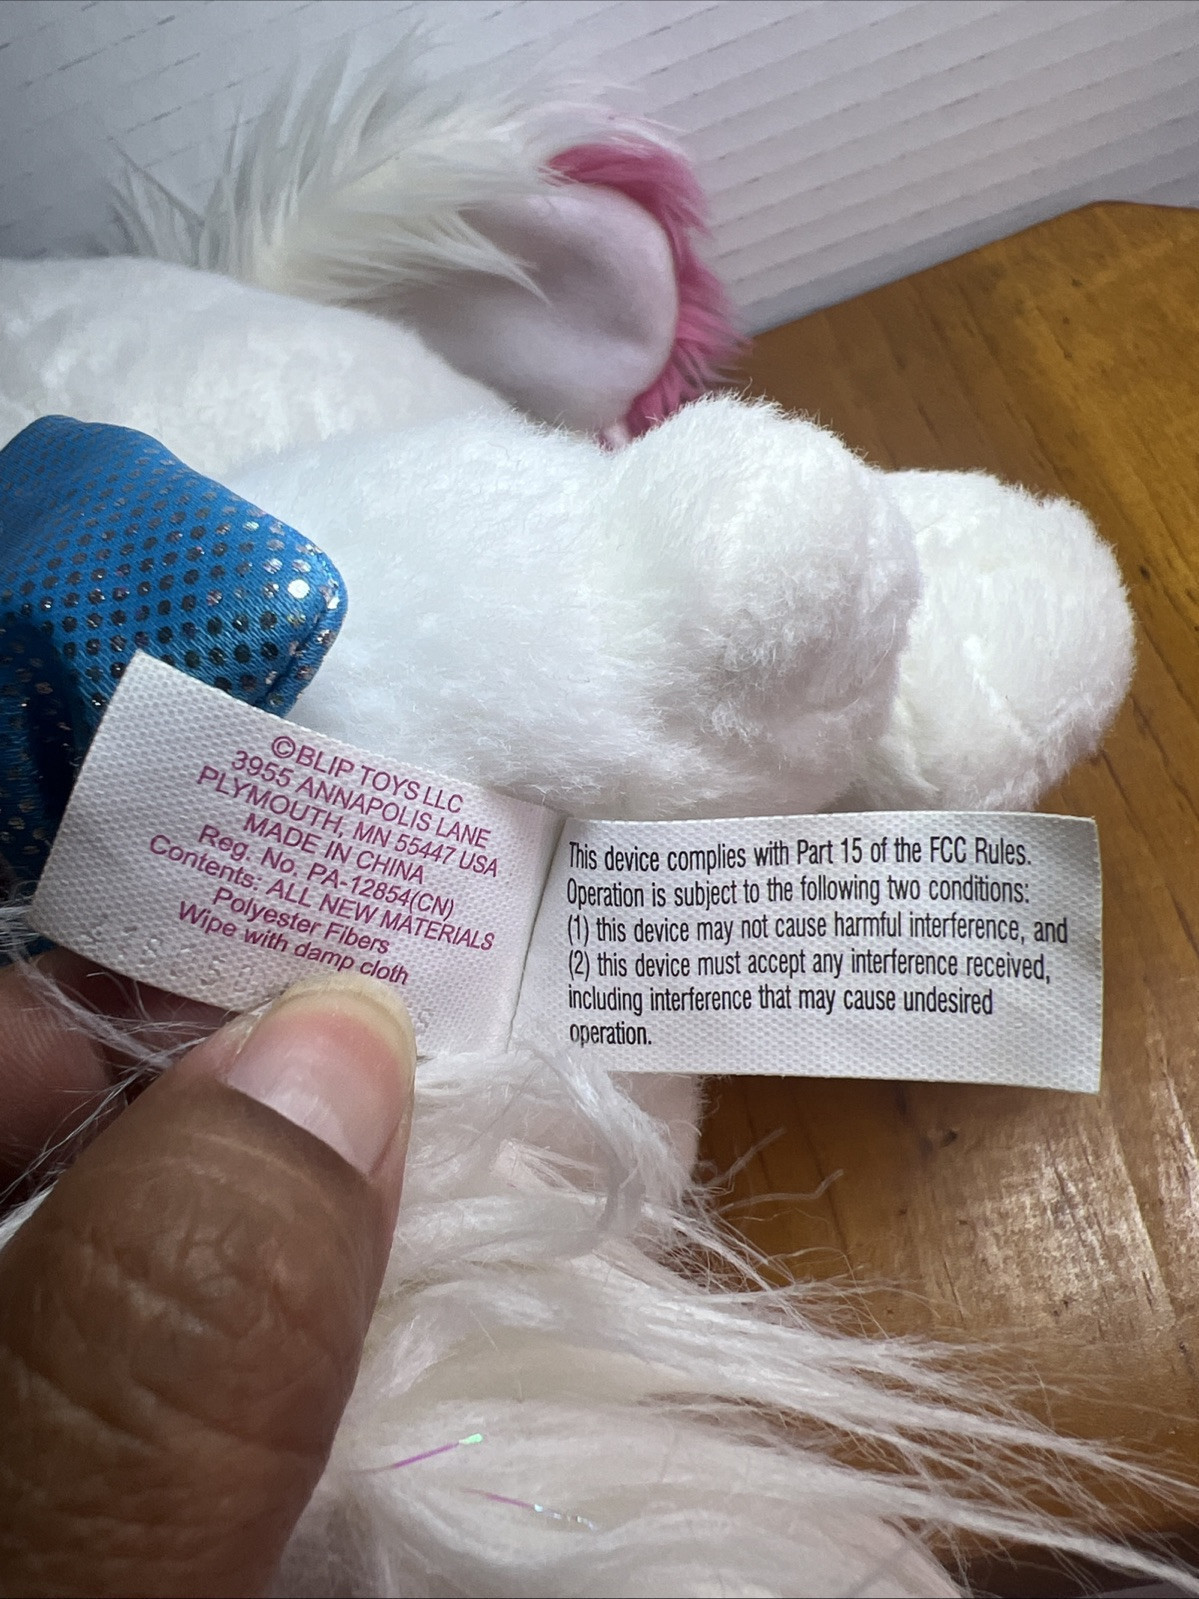 ©BLIP TOYS LLC
3955 ANNAPOLIS LANE
PLYMOUTH, MN 55447 USA
MADE IN CHINA
Reg. No. PA-12854(CN)
Contents: ALL NEW MATERIALS
Polyester Fibers
Wipe with damp cloth
This device complies with Part 15 of the FCC Rules.
Operation is subject to the following two conditions:
(1) this device may not cause harmful interference, and
(2) this device must accept any interference received,
including interference that may cause undesired
operation.